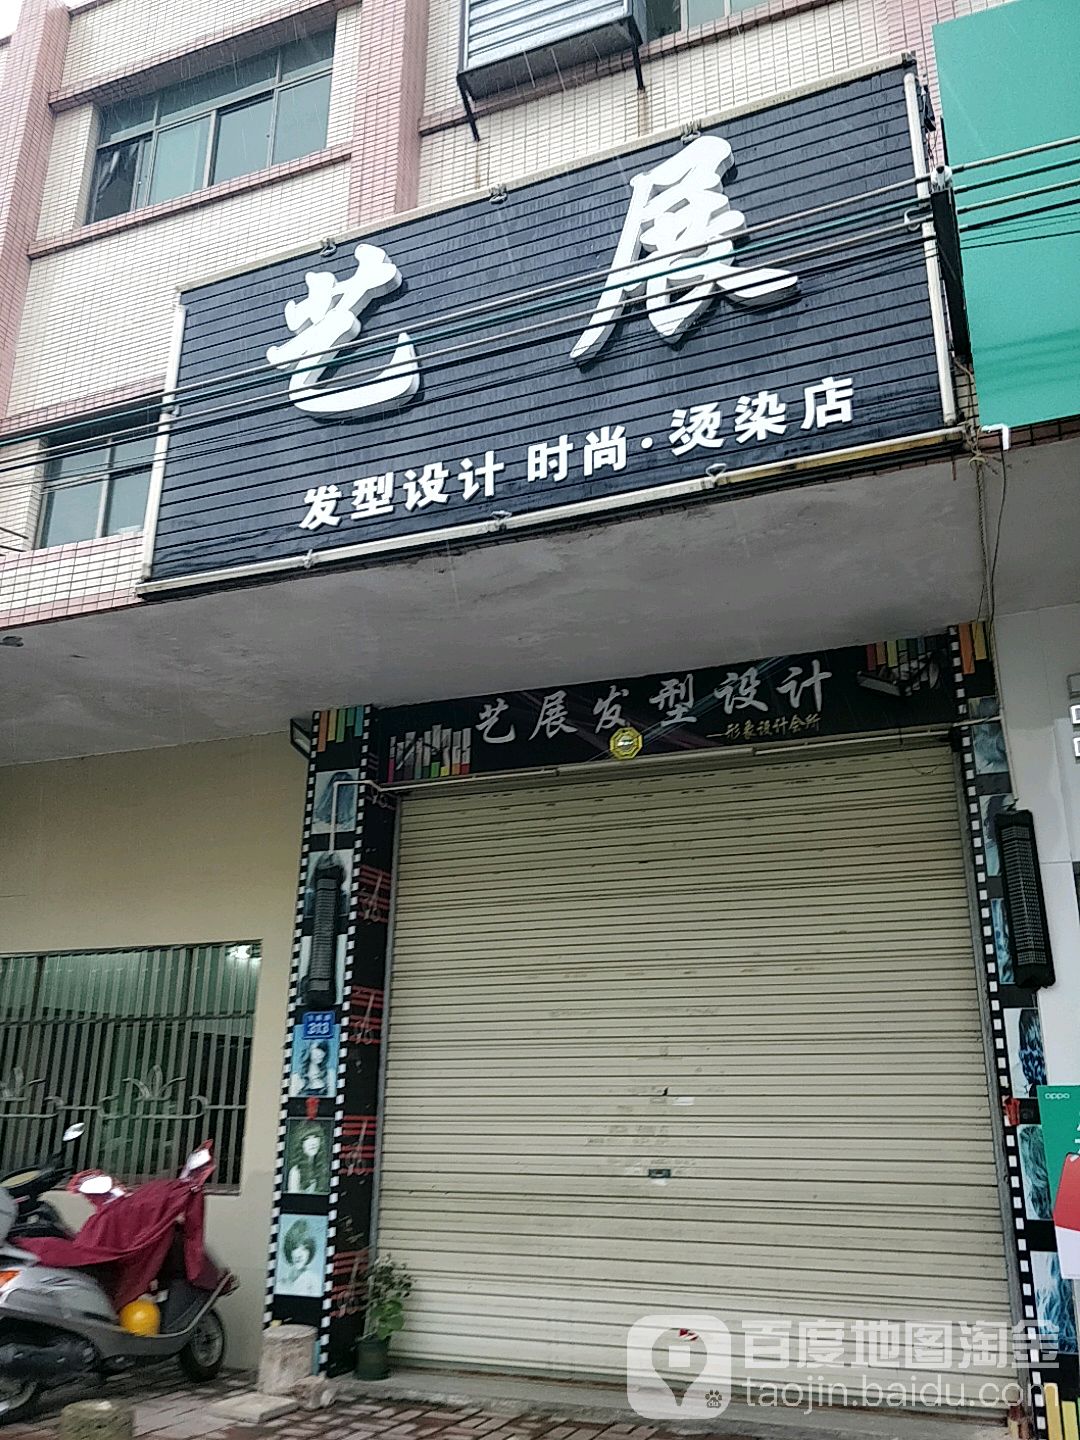 艺展
发型设计 时尚·烫染店
艺展发型设计
—形象设计会所
313
oppo
百度地图淘金
taojin.baidu.com